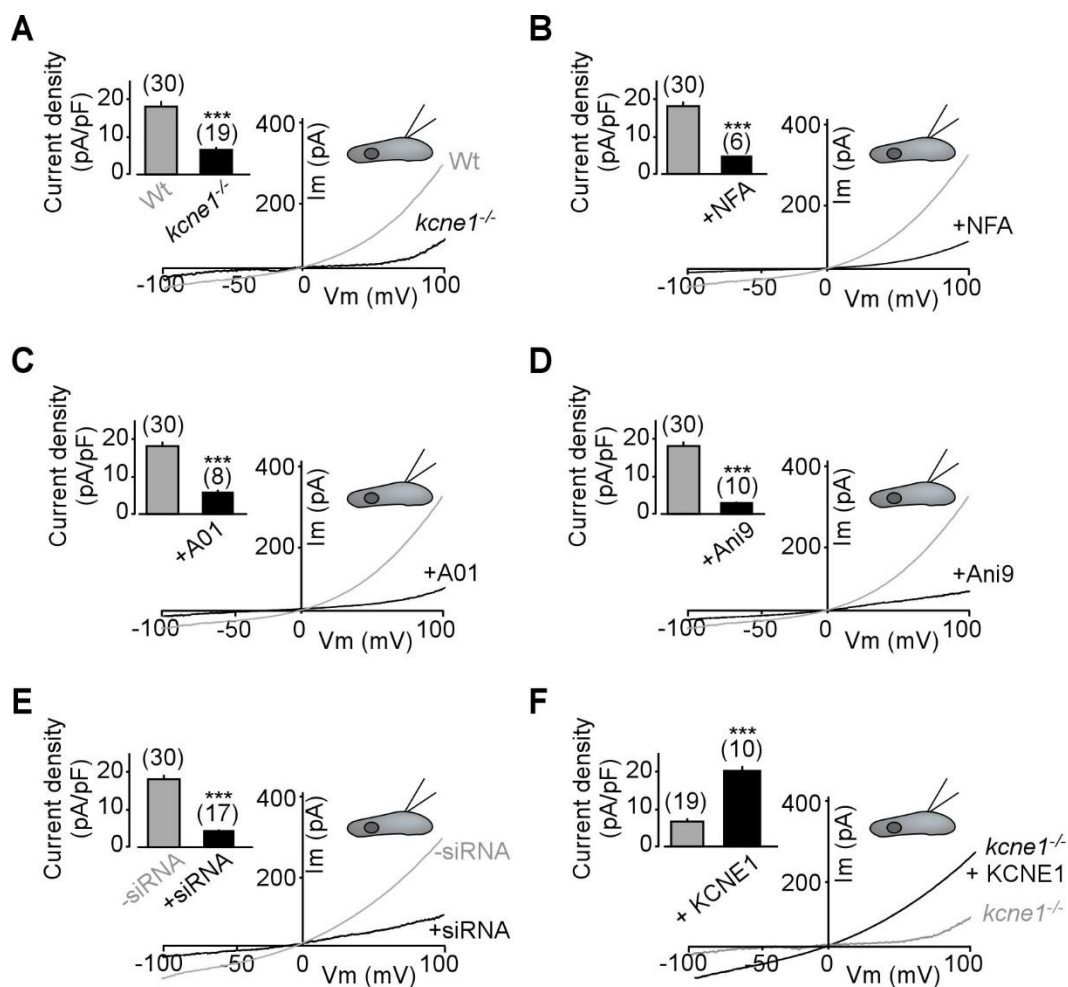 A
Current density
(pA/pF)
20
10
0
(30)
***
(19)
Wt
kcne1-/-
Im (pA)
400
200
Wt
kcne1-/-
-100
-50
0
100
Vm (mV)
B
Current density
(pA/pF)
20
10
0
(30)
***
(6)
+NFA
Im (pA)
400
200
+NFA
-100
-50
0
100
Vm (mV)
C
Current density
(pA/pF)
20
10
0
(30)
***
(8)
+A01
Im (pA)
400
200
+A01
-100
-50
0
100
Vm (mV)
D
Current density
(pA/pF)
20
10
0
(30)
***
(10)
+Ani9
Im (pA)
400
200
+Ani9
-100
-50
0
100
Vm (mV)
E
Current density
(pA/pF)
20
10
0
(30)
***
(17)
-siRNA
+siRNA
Im (pA)
400
200
-siRNA
+siRNA
-100
-50
0
100
Vm (mV)
F
Current density
(pA/pF)
20
10
0
(19)
***
(10)
+ KCNE1
Im (pA)
400
200
kcne1-/-
+ KCNE1
kcne1-/-
-100
-50
0
100
Vm (mV)